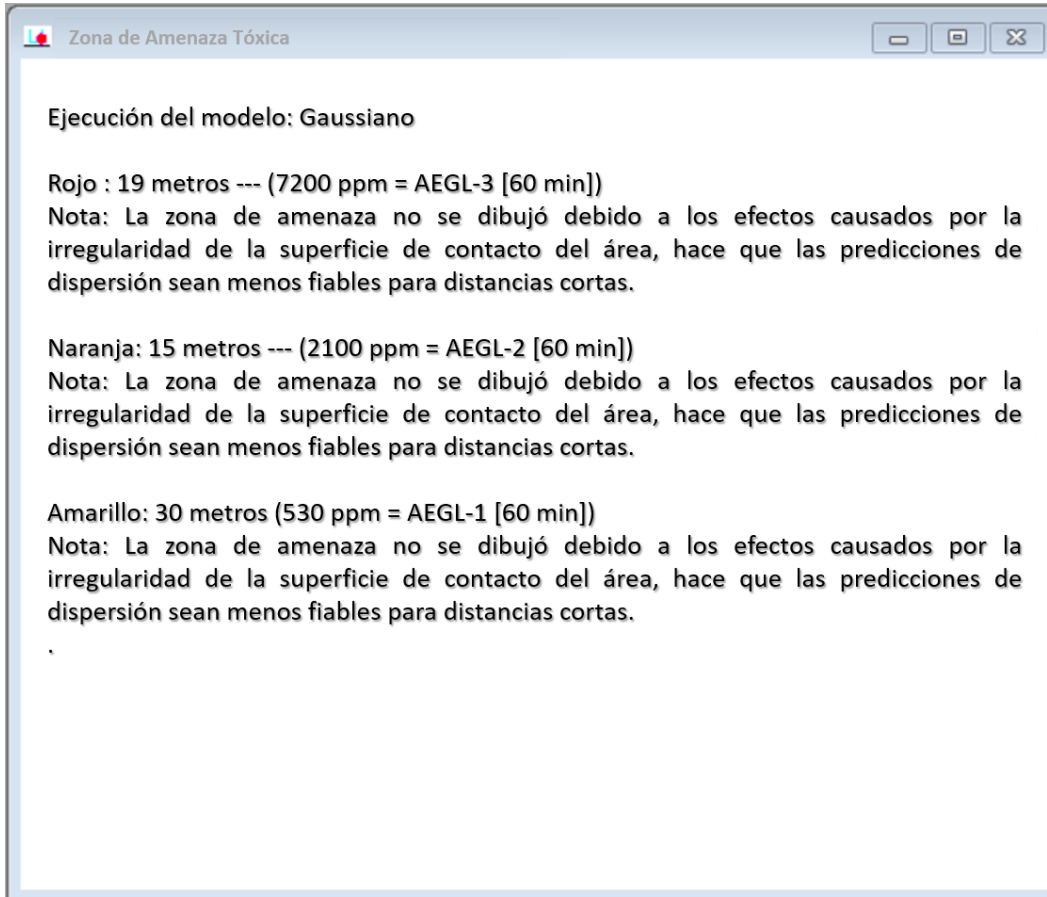 Zona de Amenaza Tóxica
Ejecución del modelo: Gaussiano
Rojo : 19 metros --- (7200 ppm = AEGL-3 [60 min])
Nota: La zona de amenaza no se dibujó debido a los efectos causados por la
irregularidad de la superficie de contacto del área, hace que las predicciones de
dispersión sean menos fiables para distancias cortas.
Naranja: 15 metros --- (2100 ppm = AEGL-2 [60 min])
Nota: La zona de amenaza no se dibujó debido a los efectos causados por la
irregularidad de la superficie de contacto del área, hace que las predicciones de
dispersión sean menos fiables para distancias cortas.
Amarillo: 30 metros (530 ppm = AEGL-1 [60 min])
Nota: La zona de amenaza no se dibujó debido a los efectos causados por la
irregularidad de la superficie de contacto del área, hace que las predicciones de
dispersión sean menos fiables para distancias cortas.
.